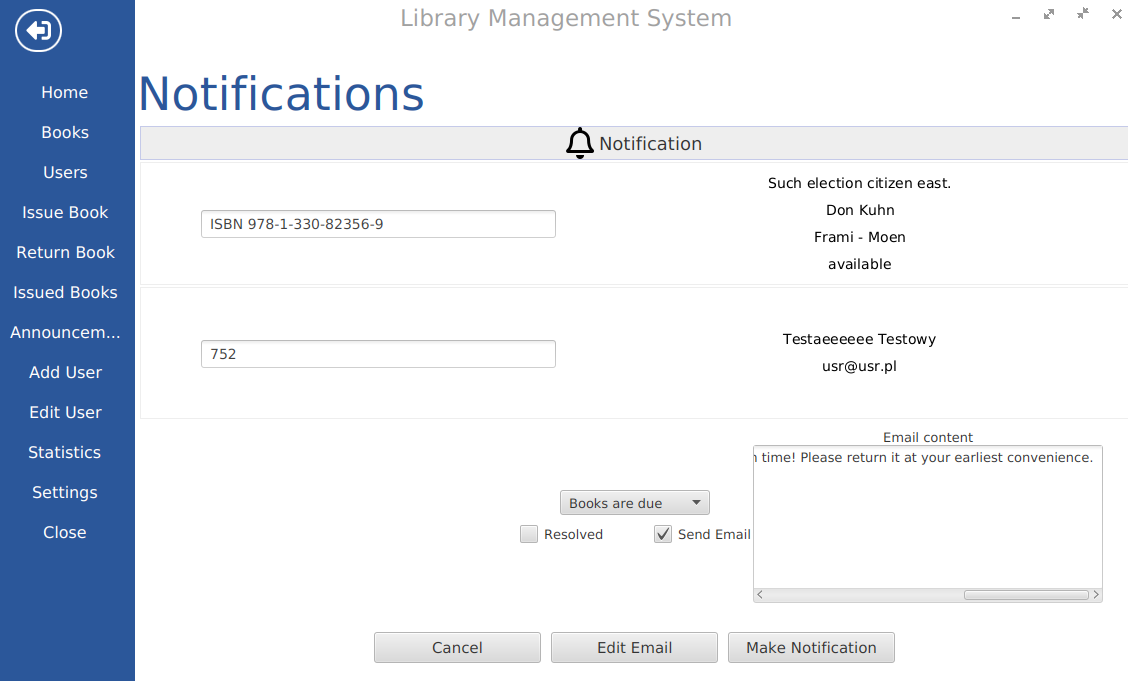 Library Management System
Home
Books
Users
Issue Book
Return Book
Issued Books
Announcem...
Add User
Edit User
Statistics
Settings
Close
Notifications
Notification
ISBN 978-1-330-82356-9
Such election citizen east.
Don Kuhn
Frami - Moen
available
752
Testaeeeeee Testowy
usr@usr.pl
Email content
time! Please return it at your earliest convenience.
Books are due
Resolved
Send Email
Cancel
Edit Email
Make Notification